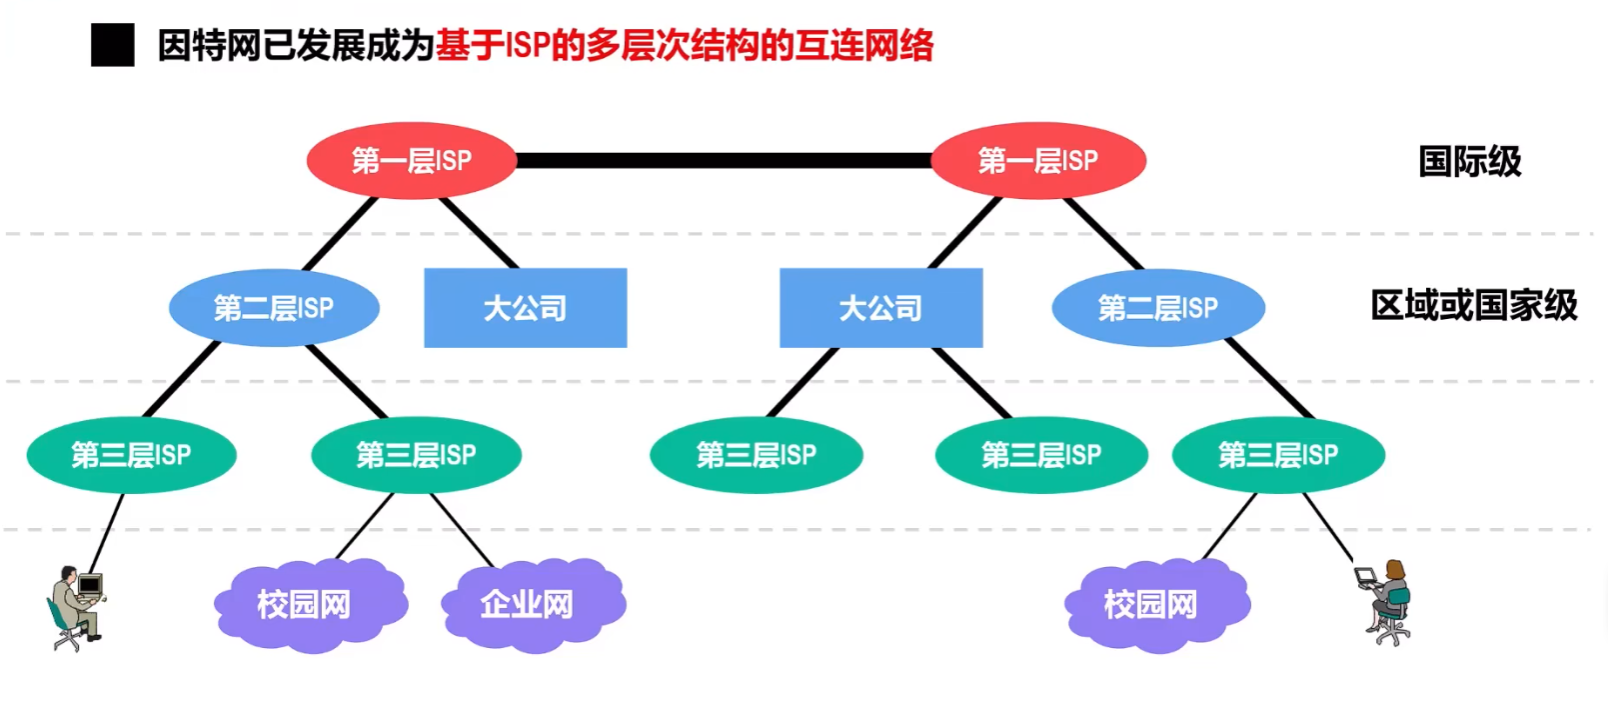 因特网已发展成为基于ISP的多层次结构的互连网络
第一层ISP
第一层ISP
国际级
第二层ISP
大公司
大公司
第二层ISP
区域或国家级
第三层ISP
第三层ISP
第三层ISP
第三层ISP
第三层ISP
校园网
企业网
校园网